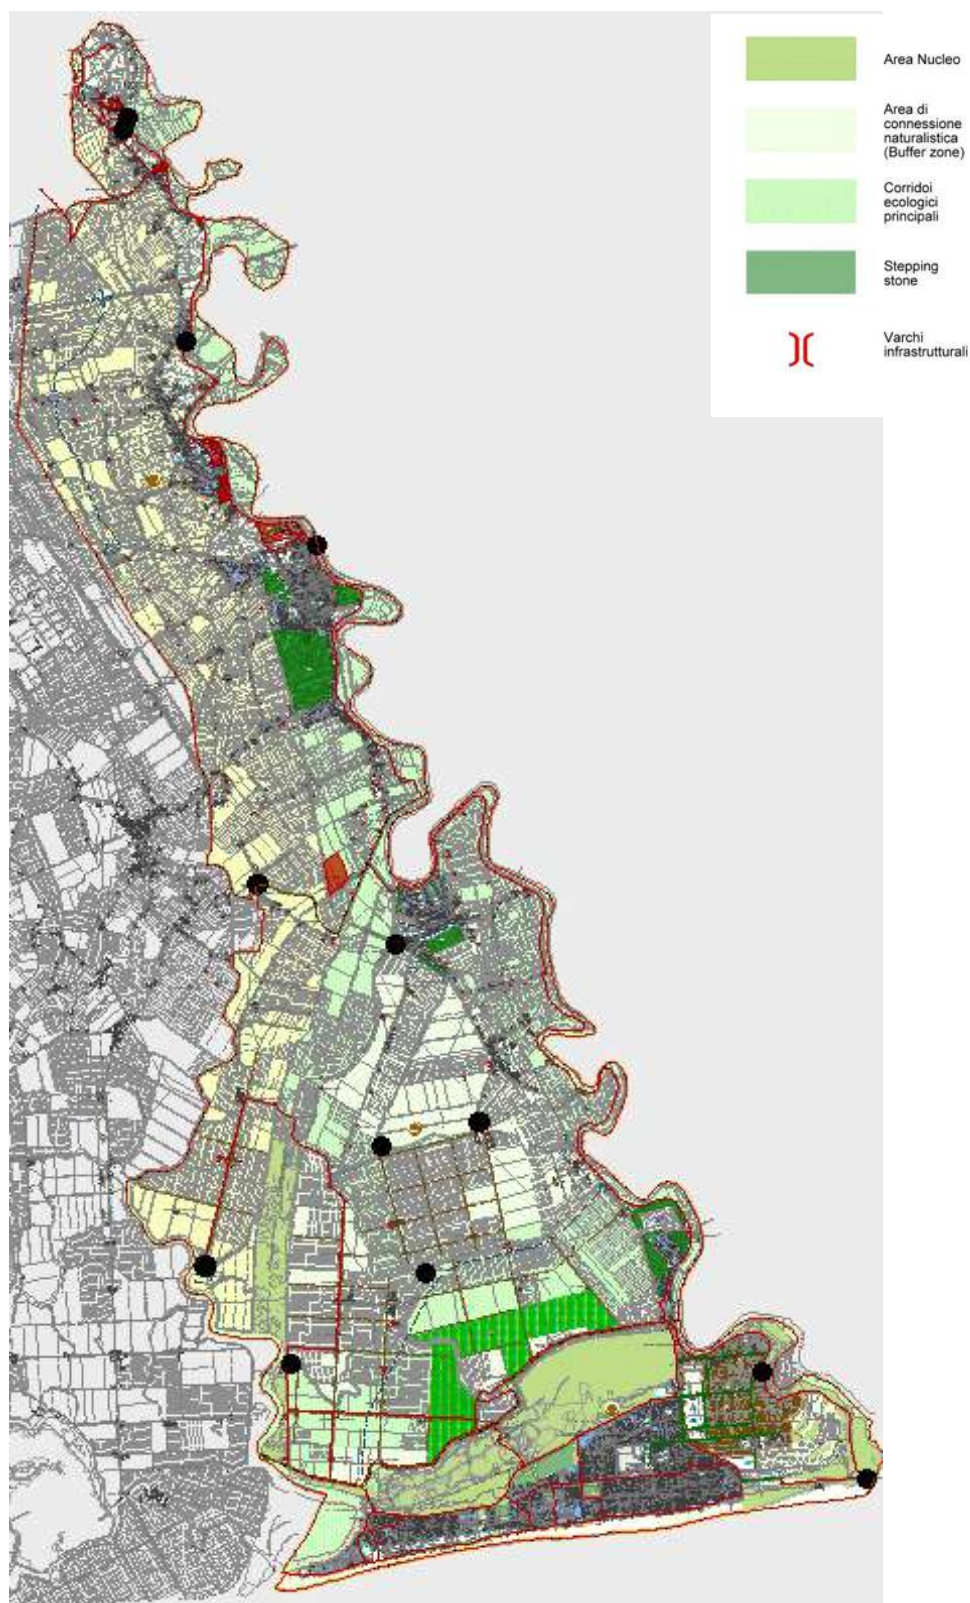 Area Nucleo
Area di
connessione
naturalistica
(Buffer zone)
Corridoi
ecologici
principali
Stepping
stone
Varchi
infrastrutturali